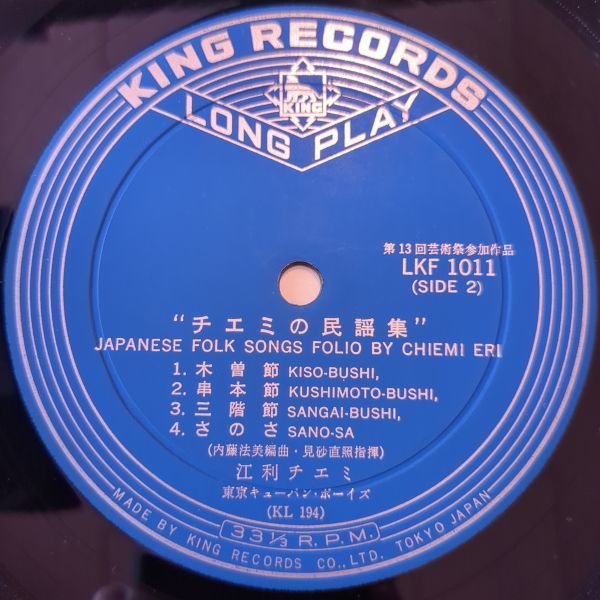 KING RECORDS
KING
LONG PLAY
第13回芸術祭参加作品
LKF 1011
(SIDE 2)
“チエミの民謡集”
JAPANESE FOLK SONGS FOLIO BY CHIEMI ERI
1. 木曽節 KISO-BUSHI,
2. 串本節 KUSHIMOTO-BUSHI,
3. 三階節 SANGAI-BUSHI,
4. さのさ SANO-SA
(内藤法美編曲・見砂直照指揮)
江利チエミ
東京キューバン・ボーイズ
(KL 194)
33⅓ R.P.M.
MADE BY KING RECORDS CO.,LTD. TOKYO JAPAN